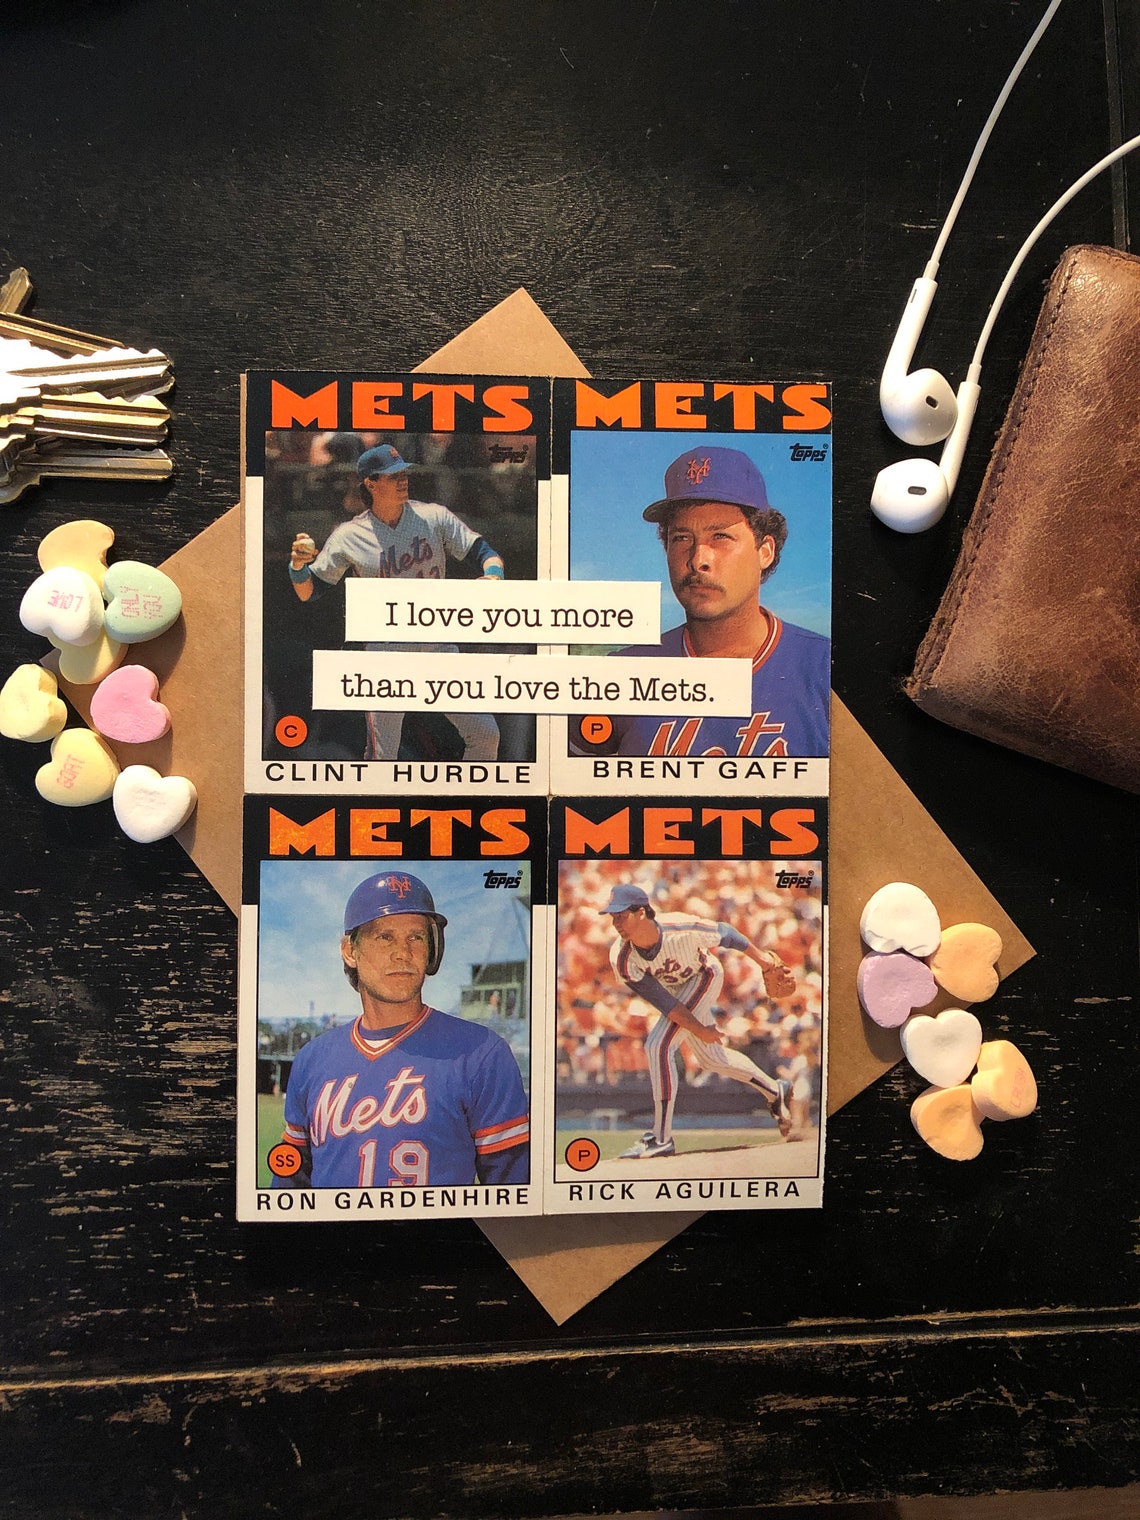 METS
Topps
I love you more
than you love the Mets.
C
CLINT HURDLE
METS
Topps
Mets
P
BRENT GAFF
METS
Topps
Mets
19
SS
RON GARDENHIRE
METS
Topps
P
RICK AGUILERA